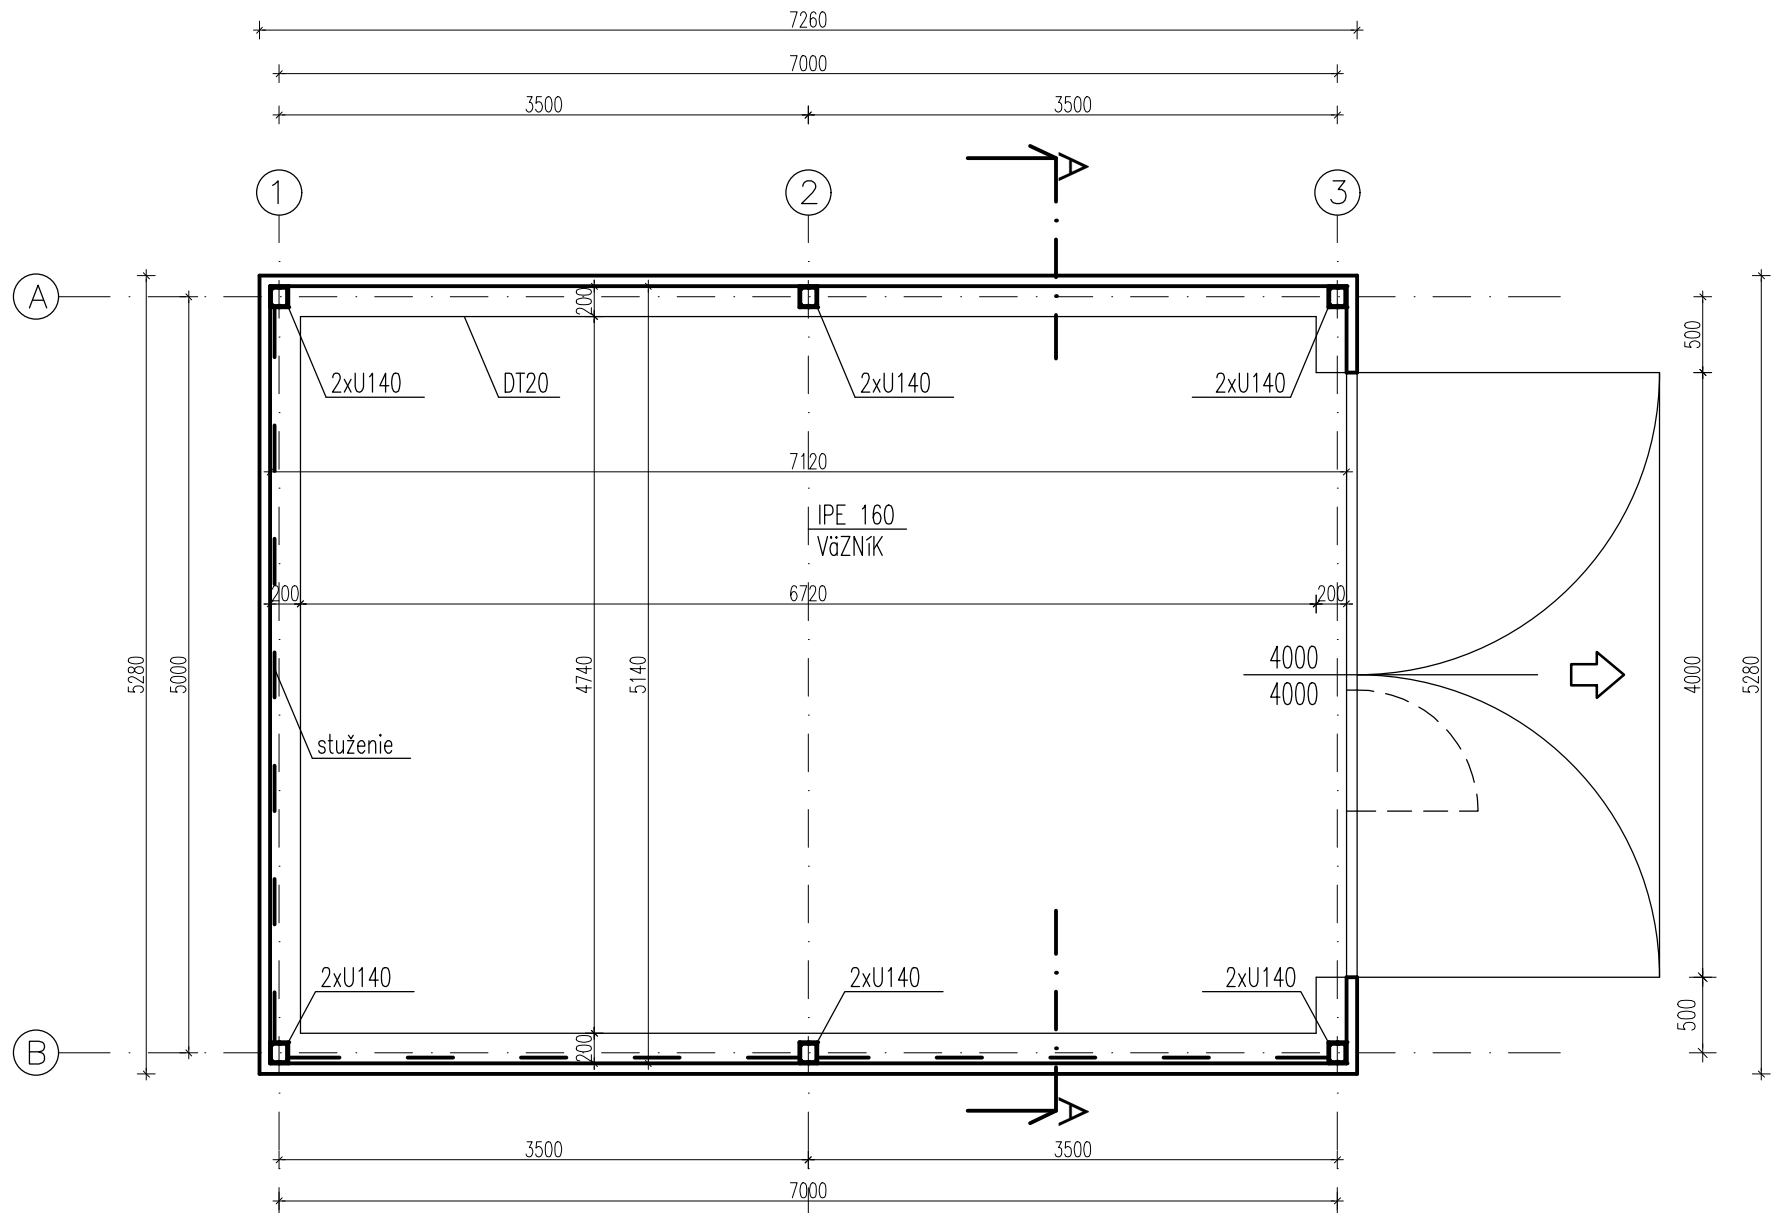 7260
7000
3500 3500
A A
1 2 3
A
B
200
500
2xU140 DT20 2xU140 2xU140
7120
IPE 160
VäZNíK
200 6720 200
5280 5000 4740 5140
4000
4000
4000 5280
stuženie
2xU140 2xU140 2xU140
500
200
3500 3500
7000